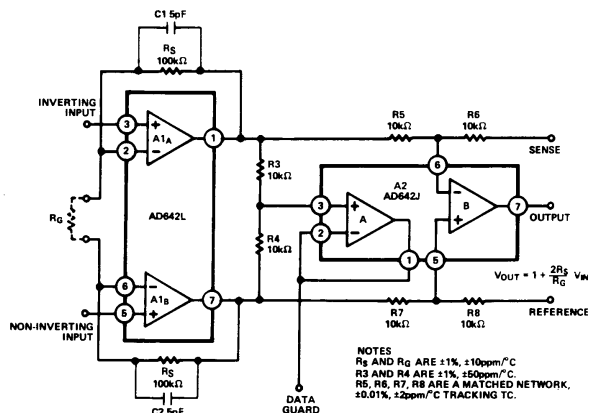 C1 5pF
RS
100kΩ
INVERTING
INPUT
3
+
A1A
1
2
−
R5
10kΩ
R6
10kΩ
SENSE
R3
10kΩ
6
A2
AD642J
RG
AD642L
3
+
A
2
−
−
B
+
7
OUTPUT
R4
10kΩ
1
5
VOUT = 1 + 2RS/RG VIN
6
−
A1B
7
5
+
NON-INVERTING
INPUT
R7
10kΩ
R8
10kΩ
REFERENCE
RS
100kΩ
C2 5pF
DATA
GUARD
NOTES
RS AND RG ARE ±1%, ±10ppm/°C
R3 AND R4 ARE ±1%, ±50ppm/°C.
R5, R6, R7, R8 ARE A MATCHED NETWORK,
±0.01%, ±2ppm/°C TRACKING TC.